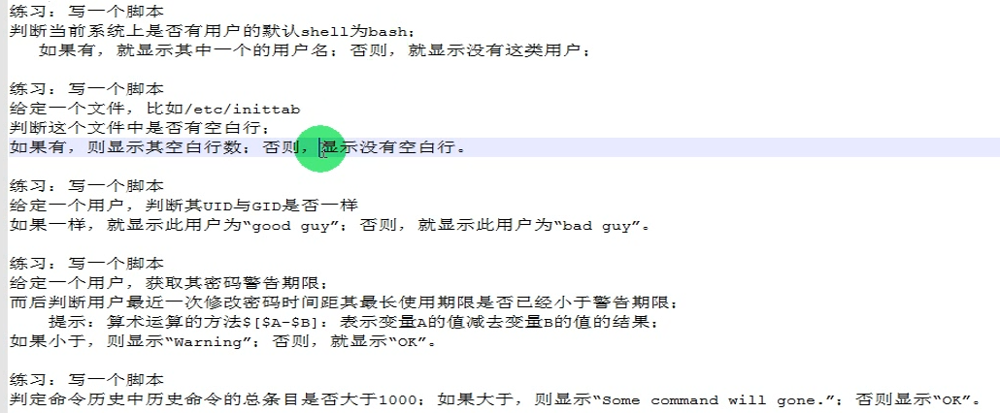 练习：写一个脚本
判断当前系统上是否有用户的默认shell为bash；
如果有，就显示其中一个的用户名；否则，就显示没有这类用户；
练习：写一个脚本
给定一个文件，比如/etc/inittab
判断这个文件中是否有空白行；
如果有，则显示其空白行数；否则，显示没有空白行。
练习：写一个脚本
给定一个用户，判断其UID与GID是否一样
如果一样，就显示此用户为“good guy”；否则，就显示此用户为“bad guy”。
练习：写一个脚本
给定一个用户，获取其密码警告期限；
而后判断用户最近一次修改密码时间距其最长使用期限是否已经小于警告期限；
提示：算术运算的方法$[$A-$B]：表示变量A的值减去变量B的值的结果；
如果小于，则显示“Warning”；否则，就显示“OK”。
练习：写一个脚本
判定命令历史中历史命令的总条目是否大于1000；如果大于，则显示“Some command will gone.”；否则显示“OK”。